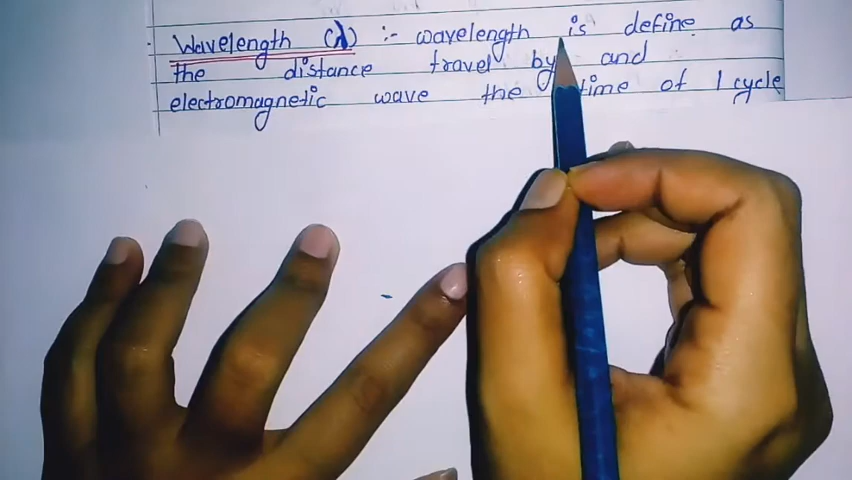 Wavelength (λ) :- wavelength is define as
the distance travel by and
electromagnetic wave the time of 1 cycle